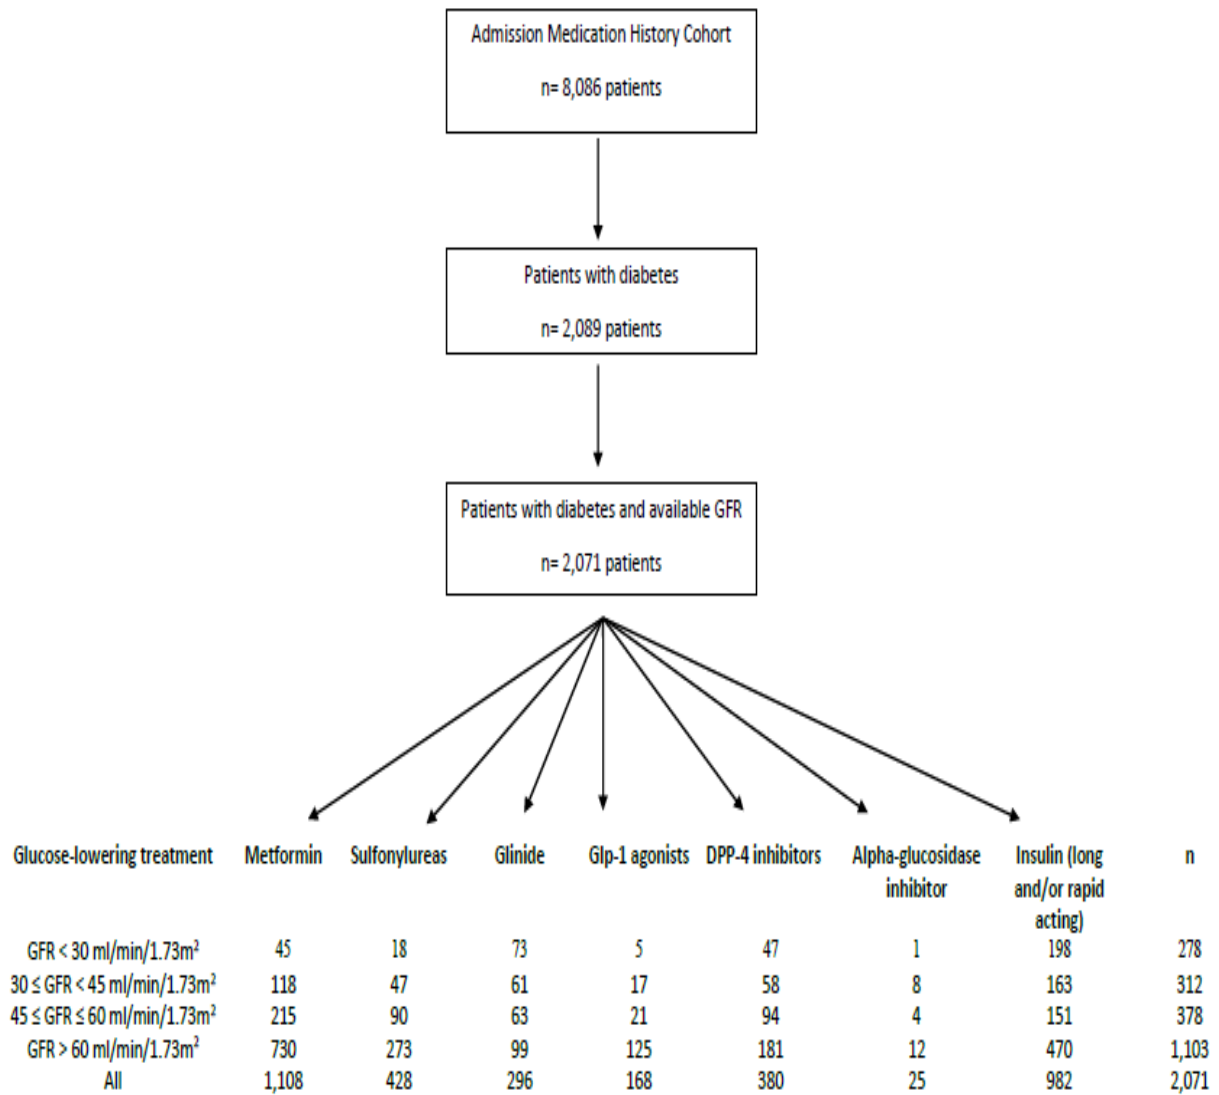 Admission Medication History Cohort
n= 8,086 patients
Patients with diabetes
n= 2,089 patients
Patients with diabetes and available GFR
n= 2,071 patients
Glucose-lowering treatment Metformin Sulfonylureas Glinide Glp-1 agonists DPP-4 inhibitors Alpha-glucosidase Insulin (long n
inhibitor and/or rapid
acting)
GFR < 30 ml/min/1.73m² 45 18 73 5 47 1 198 278
30 ≤ GFR < 45 ml/min/1.73m² 118 47 61 17 58 8 163 312
45 ≤ GFR ≤ 60 ml/min/1.73m² 215 90 63 21 94 4 151 378
GFR > 60 ml/min/1.73m² 730 273 99 125 181 12 470 1,103
All 1,108 428 296 168 380 25 982 2,071